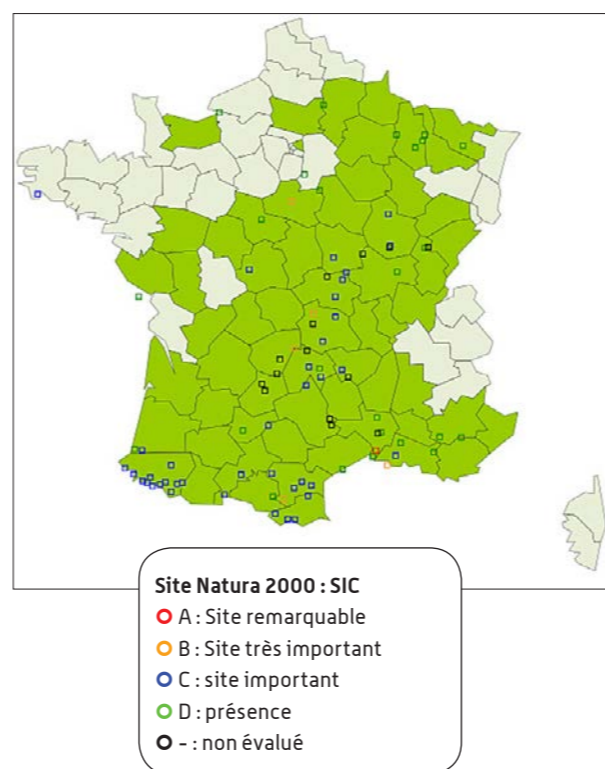 Site Natura 2000 : SIC
A : Site remarquable
B : Site très important
C : site important
D : présence
- : non évalué